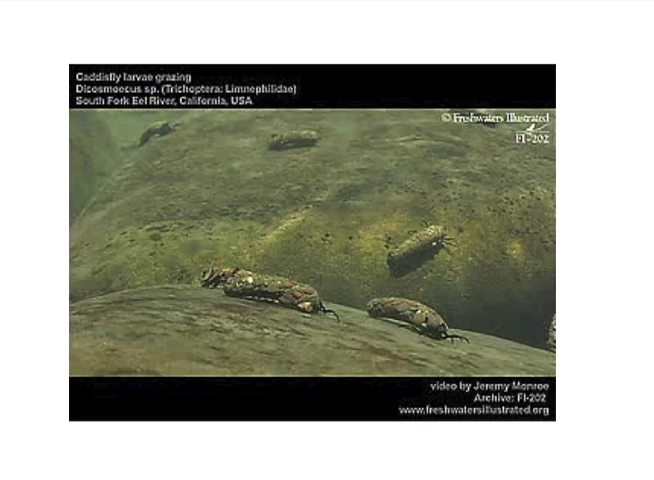 Caddisfly larvae grazing
Dicosmoecus sp. (Trichoptera: Limnephilidae)
South Fork Eel River, California, USA
© Freshwaters Illustrated
FI-202
video by Jeremy Monroe
Archive: FI-202
www.freshwatersillustrated.org